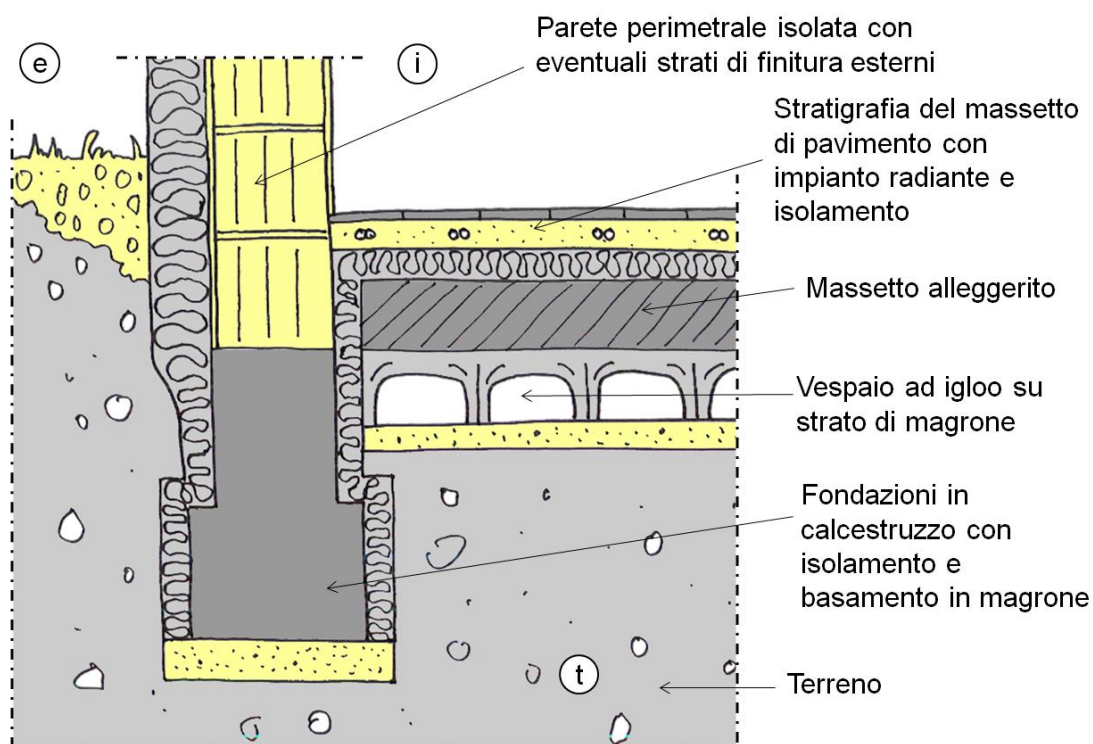 e
i
Parete perimetrale isolata con
eventuali strati di finitura esterni
Stratigrafia del massetto
di pavimento con
impianto radiante e
isolamento
Massetto alleggerito
Vespaio ad igloo su
strato di magrone
Fondazioni in
calcestruzzo con
isolamento e
basamento in magrone
t
Terreno